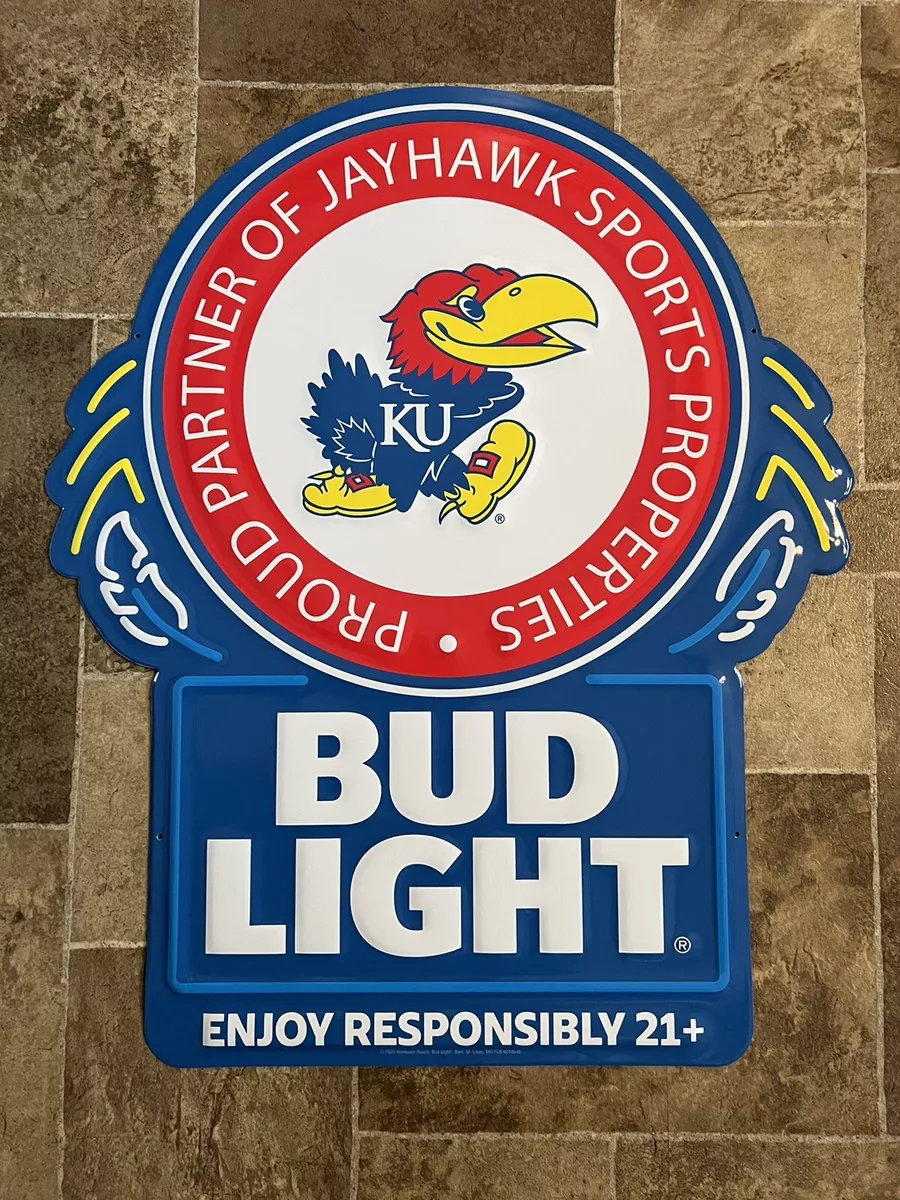 PROUD PARTNER OF JAYHAWK SPORTS PROPERTIES •
KU
®
BUD
LIGHT®
ENJOY RESPONSIBLY 21+